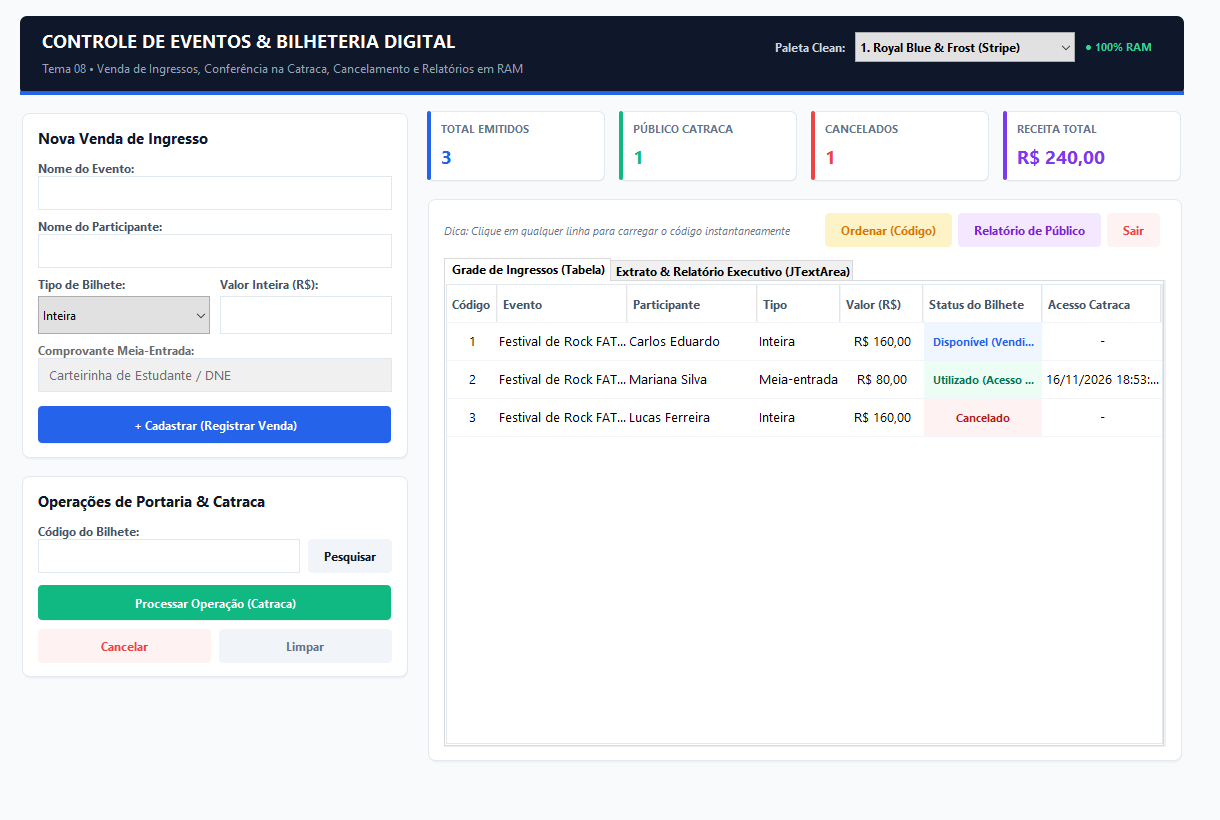 CONTROLE DE EVENTOS & BILHETERIA DIGITAL
Tema 08 • Venda de Ingressos, Conferência na Catraca, Cancelamento e Relatórios em RAM
Paleta Clean: 1. Royal Blue & Frost (Stripe) ● 100% RAM
Nova Venda de Ingresso
Nome do Evento:
Nome do Participante:
Tipo de Bilhete: Valor Inteira (R$):
Inteira
Comprovante Meia-Entrada:
Carteirinha de Estudante / DNE
+ Cadastrar (Registrar Venda)
Operações de Portaria & Catraca
Código do Bilhete:
Pesquisar
Processar Operação (Catraca)
Cancelar Limpar
TOTAL EMITIDOS
3
PÚBLICO CATRACA
1
CANCELADOS
1
RECEITA TOTAL
R$ 240,00
Dica: Clique em qualquer linha para carregar o código instantaneamente
Ordenar (Código) Relatório de Público Sair
Grade de Ingressos (Tabela) Extrato & Relatório Executivo (JTextArea)
Código Evento Participante Tipo Valor (R$) Status do Bilhete Acesso Catraca
1 Festival de Rock FAT... Carlos Eduardo Inteira R$ 160,00 Disponível (Vendi... -
2 Festival de Rock FAT... Mariana Silva Meia-entrada R$ 80,00 Utilizado (Acesso ... 16/11/2026 18:53:...
3 Festival de Rock FAT... Lucas Ferreira Inteira R$ 160,00 Cancelado -